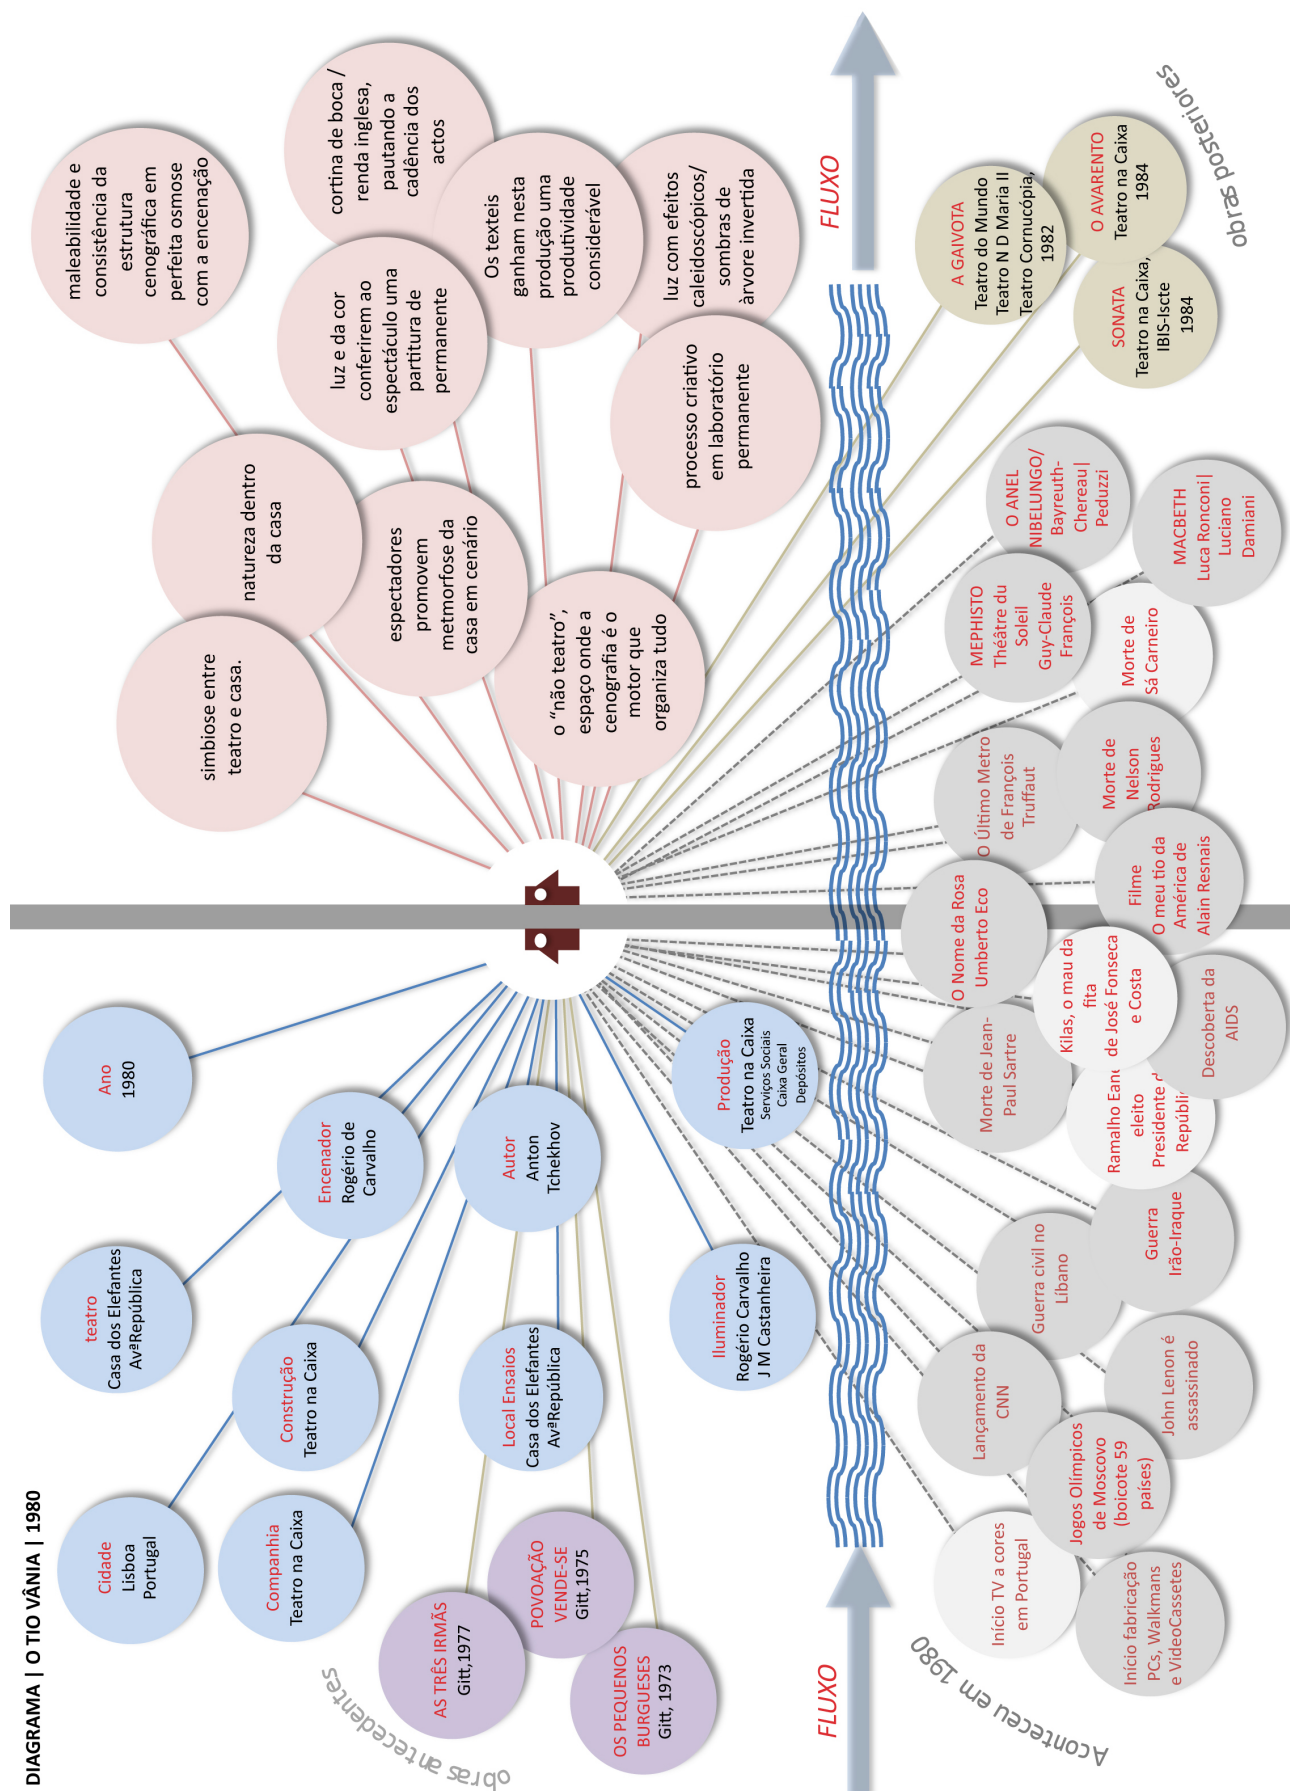 DIAGRAMA | O TIO VÂNIA | 1980
Cidade
Lisboa
Portugal
teatro
Casa dos Elefantes
AvªRepública
Ano
1980
Companhia
Teatro na Caixa
Construção
Teatro na Caixa
Encenador
Rogério de
Carvalho
Autor
Anton
Tchekhov
Local Ensaios
Casa dos Elefantes
AvªRepública
Iluminador
Rogério Carvalho
J M Castanheira
Produção
Teatro na Caixa
Serviços Sociais
Caixa Geral
Depósitos
obras antecedentes
AS TRÊS IRMÃS
Gitt,1977
POVOAÇÃO
VENDE-SE
Gitt,1975
OS PEQUENOS
BURGUESES
Gitt, 1973
simbiose entre
teatro e casa.
natureza dentro
da casa
maleabilidade e
consistência da
estrutura
cenográfica em
perfeita osmose
com a encenação
espectadores
promovem
metmorfose da
casa em cenário
luz e da cor
conferirem ao
espectáculo uma
partitura de
permanente
cortina de boca /
renda inglesa,
pautando a
cadência dos
actos
Os texteis
ganham nesta
produção uma
produtividade
considerável
o “não teatro”,
espaço onde a
cenografia é o
motor que
organiza tudo
luz com efeitos
caleidoscópicos/
sombras de
àrvore invertida
processo criativo
em laboratório
permanente
FLUXO
FLUXO
Aconteceu em 1980
Início TV a cores
em Portugal
Início fabricação
PCs, Walkmans
e VideoCassetes
Lançamento da
CNN
Jogos Olímpicos
de Moscovo
(boicote 59
países)
John Lenon é
assassinado
Guerra civil no
Líbano
Guerra
Irão-Iraque
Morte de Jean-
Paul Sartre
Ramalho Eane
eleito
Presidente d
Repúblic
Kilas, o mau da
fita
de José Fonseca
e Costa
Descoberta da
AIDS
O Nome da Rosa
Umberto Eco
Filme
O meu tio da
América de
Alain Resnais
O Último Metro
de François
Truffaut
Morte de
Nelson
Rodrigues
Morte de
Sá Carneiro
MEPHISTO
Théâtre du
Soleil
Guy-Claude
François
O ANEL
NIBELUNGO/
Bayreuth-
Chereau|
Peduzzi
MACBETH
Luca Ronconi|
Luciano
Damiani
A GAIVOTA
Teatro do Mundo
Teatro N D Maria II
Teatro Cornucópia,
1982
SONATA
Teatro na Caixa,
IBIS-Iscte
1984
O AVARENTO
Teatro na Caixa
1984
obras posteriores